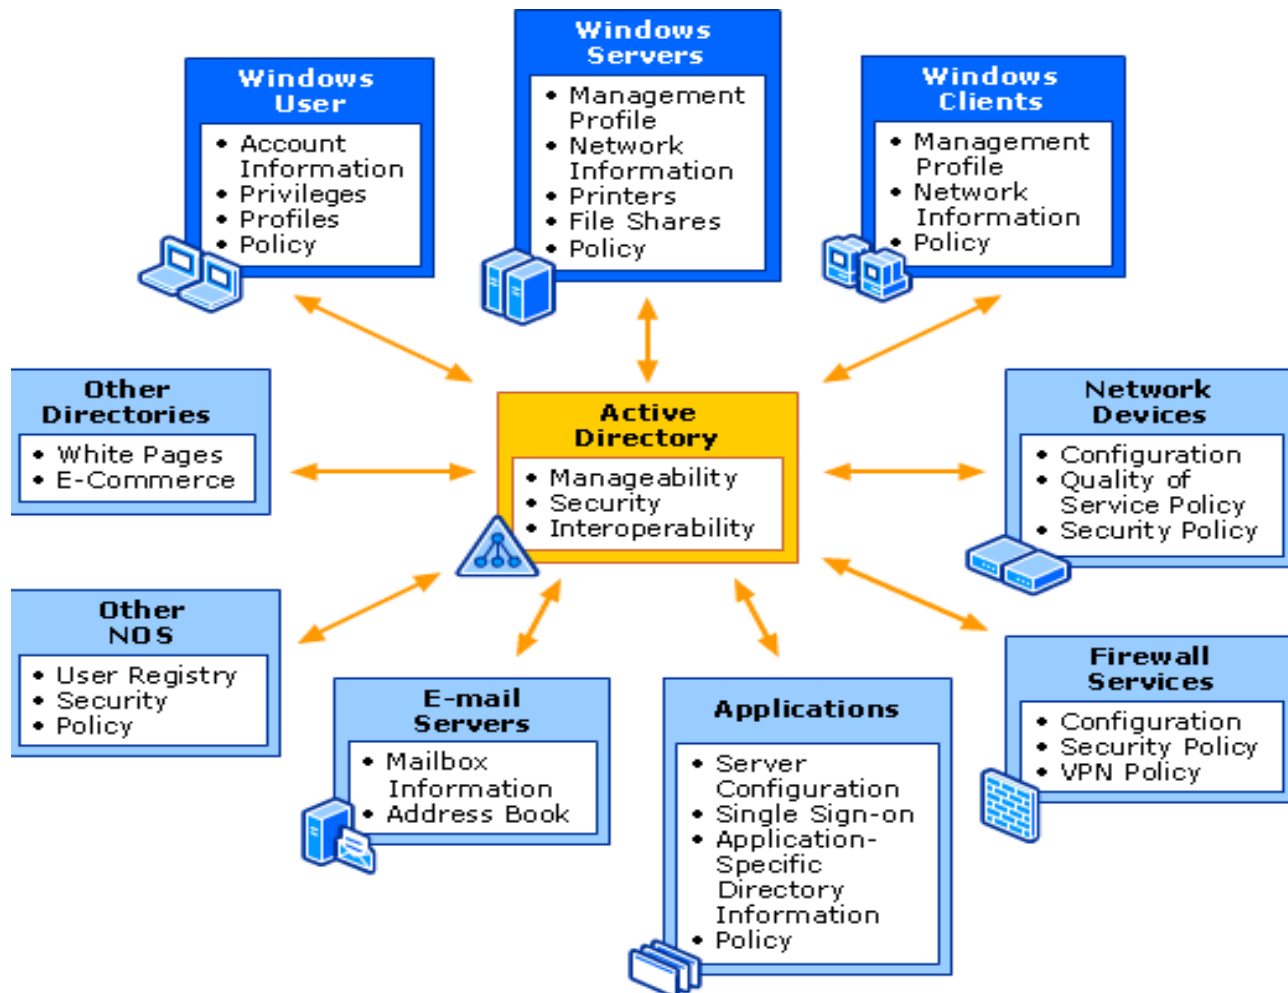 Windows
User
• Account
Information
• Privileges
• Profiles
• Policy
Windows
Servers
• Management
Profile
• Network
Information
• Printers
• File Shares
• Policy
Windows
Clients
• Management
Profile
• Network
Information
• Policy
Other
Directories
• White Pages
• E-Commerce
Active
Directory
• Manageability
• Security
• Interoperability
Network
Devices
• Configuration
• Quality of
Service Policy
• Security Policy
Other
NOS
• User Registry
• Security
• Policy
E-mail
Servers
• Mailbox
Information
• Address Book
Applications
• Server
Configuration
• Single Sign-on
• Application-
Specific
Directory
Information
• Policy
Firewall
Services
• Configuration
• Security Policy
• VPN Policy